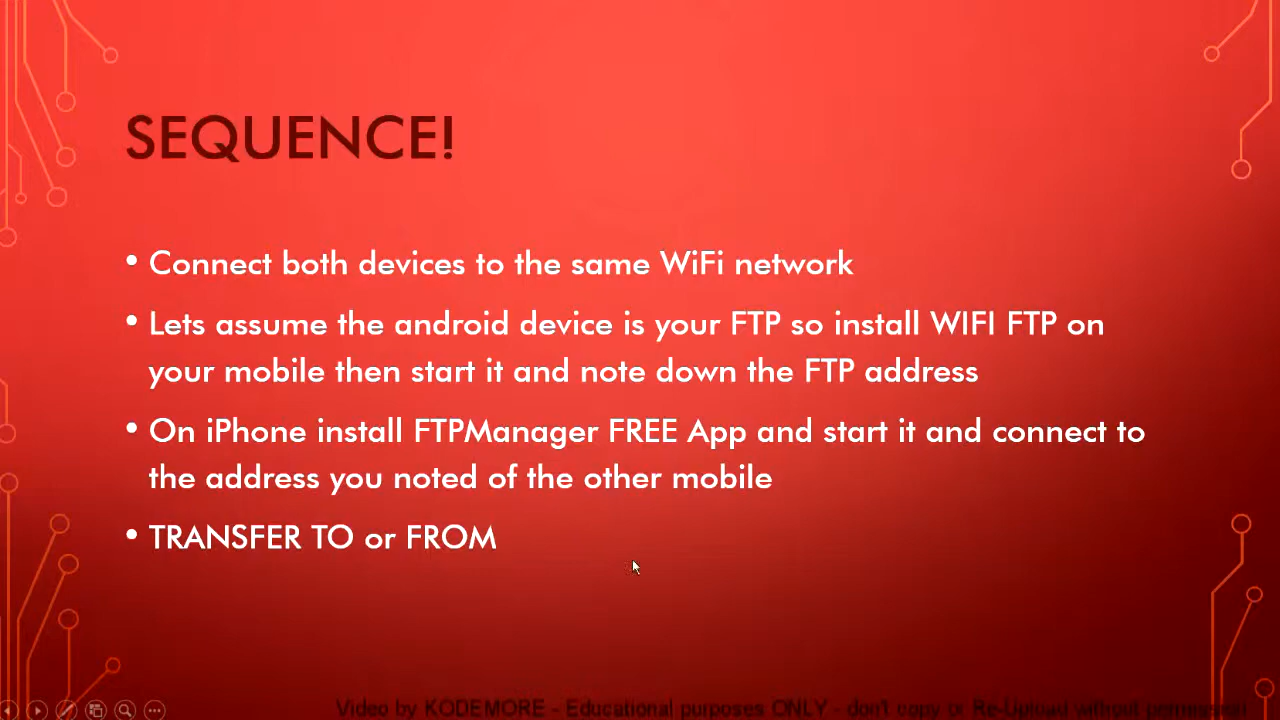 SEQUENCE!
• Connect both devices to the same WiFi network
• Lets assume the android device is your FTP so install WIFI FTP on
your mobile then start it and note down the FTP address
• On iPhone install FTPManager FREE App and start it and connect to
the address you noted of the other mobile
• TRANSFER TO or FROM
Video by KODEMORE - Educational purposes ONLY - don't copy or Re-Upload without permission